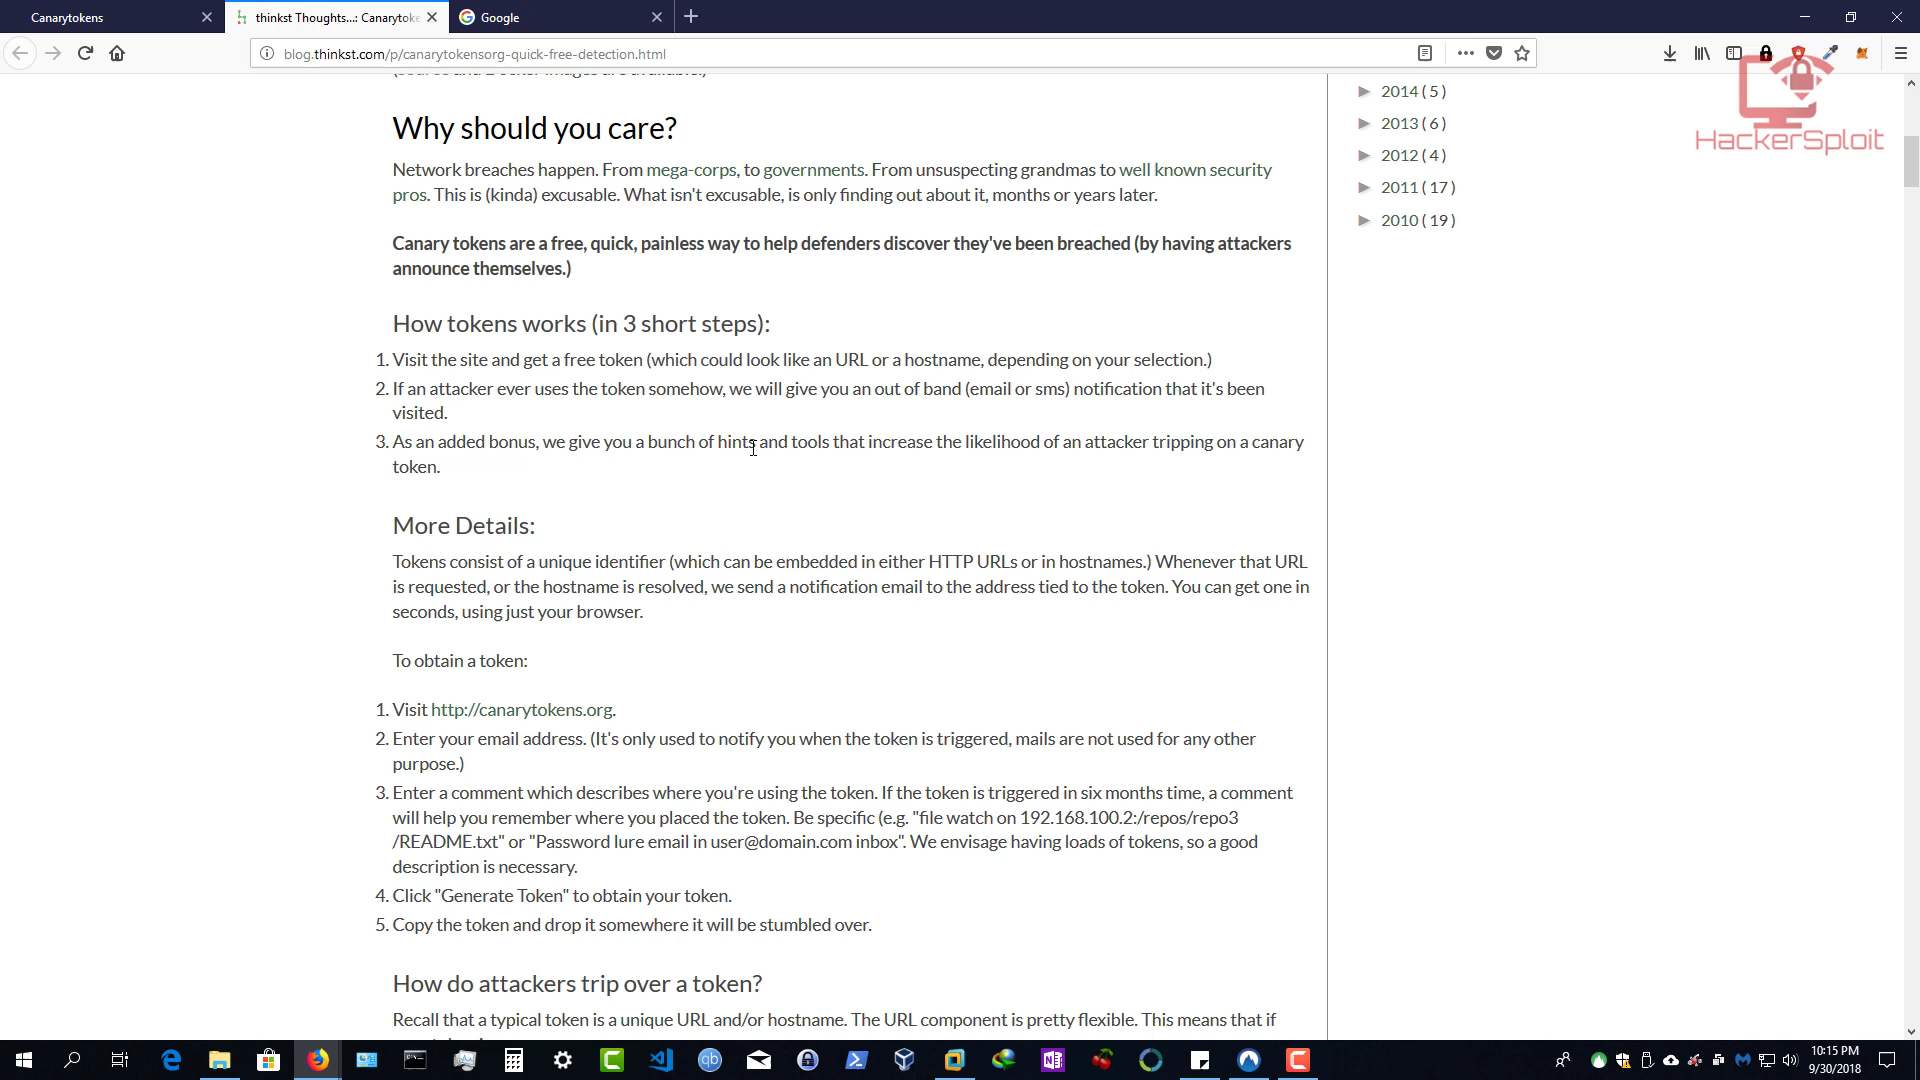 Canarytokens
thinkst Thoughts...: Canarytoke
Google
blog.thinkst.com/p/canarytokensorg-quick-free-detection.html
HackerSploit
Why should you care?
Network breaches happen. From mega-corps, to governments. From unsuspecting grandmas to well known security
pros. This is (kinda) excusable. What isn't excusable, is only finding out about it, months or years later.
Canary tokens are a free, quick, painless way to help defenders discover they've been breached (by having attackers
announce themselves.)
How tokens works (in 3 short steps):
1. Visit the site and get a free token (which could look like an URL or a hostname, depending on your selection.)
2. If an attacker ever uses the token somehow, we will give you an out of band (email or sms) notification that it's been
visited.
3. As an added bonus, we give you a bunch of hints and tools that increase the likelihood of an attacker tripping on a canary
token.
More Details:
Tokens consist of a unique identifier (which can be embedded in either HTTP URLs or in hostnames.) Whenever that URL
is requested, or the hostname is resolved, we send a notification email to the address tied to the token. You can get one in
seconds, using just your browser.
To obtain a token:
1. Visit http://canarytokens.org.
2. Enter your email address. (It's only used to notify you when the token is triggered, mails are not used for any other
purpose.)
3. Enter a comment which describes where you're using the token. If the token is triggered in six months time, a comment
will help you remember where you placed the token. Be specific (e.g. "file watch on 192.168.100.2:/repos/repo3
/README.txt" or "Password lure email in user@domain.com inbox". We envisage having loads of tokens, so a good
description is necessary.
4. Click "Generate Token" to obtain your token.
5. Copy the token and drop it somewhere it will be stumbled over.
How do attackers trip over a token?
Recall that a typical token is a unique URL and/or hostname. The URL component is pretty flexible. This means that if
2014 ( 5 )
2013 ( 6 )
2012 ( 4 )
2011 ( 17 )
2010 ( 19 )
10:15 PM
9/30/2018